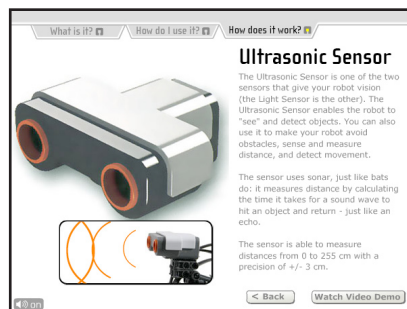 What is it?
How do I use it?
How does it work?
Ultrasonic Sensor
The Ultrasonic Sensor is one of the two
sensors that give your robot vision
(the Light Sensor is the other). The
Ultrasonic Sensor enables the robot to
"see" and detect objects. You can also
use it to make your robot avoid
obstacles, sense and measure
distance, and detect movement.
The sensor uses sonar, just like bats
do: it measures distance by calculating
the time it takes for a sound wave to
hit an object and return - just like an
echo.
The sensor is able to measure
distances from 0 to 255 cm with a
precision of +/- 3 cm.
on
< Back
Watch Video Demo